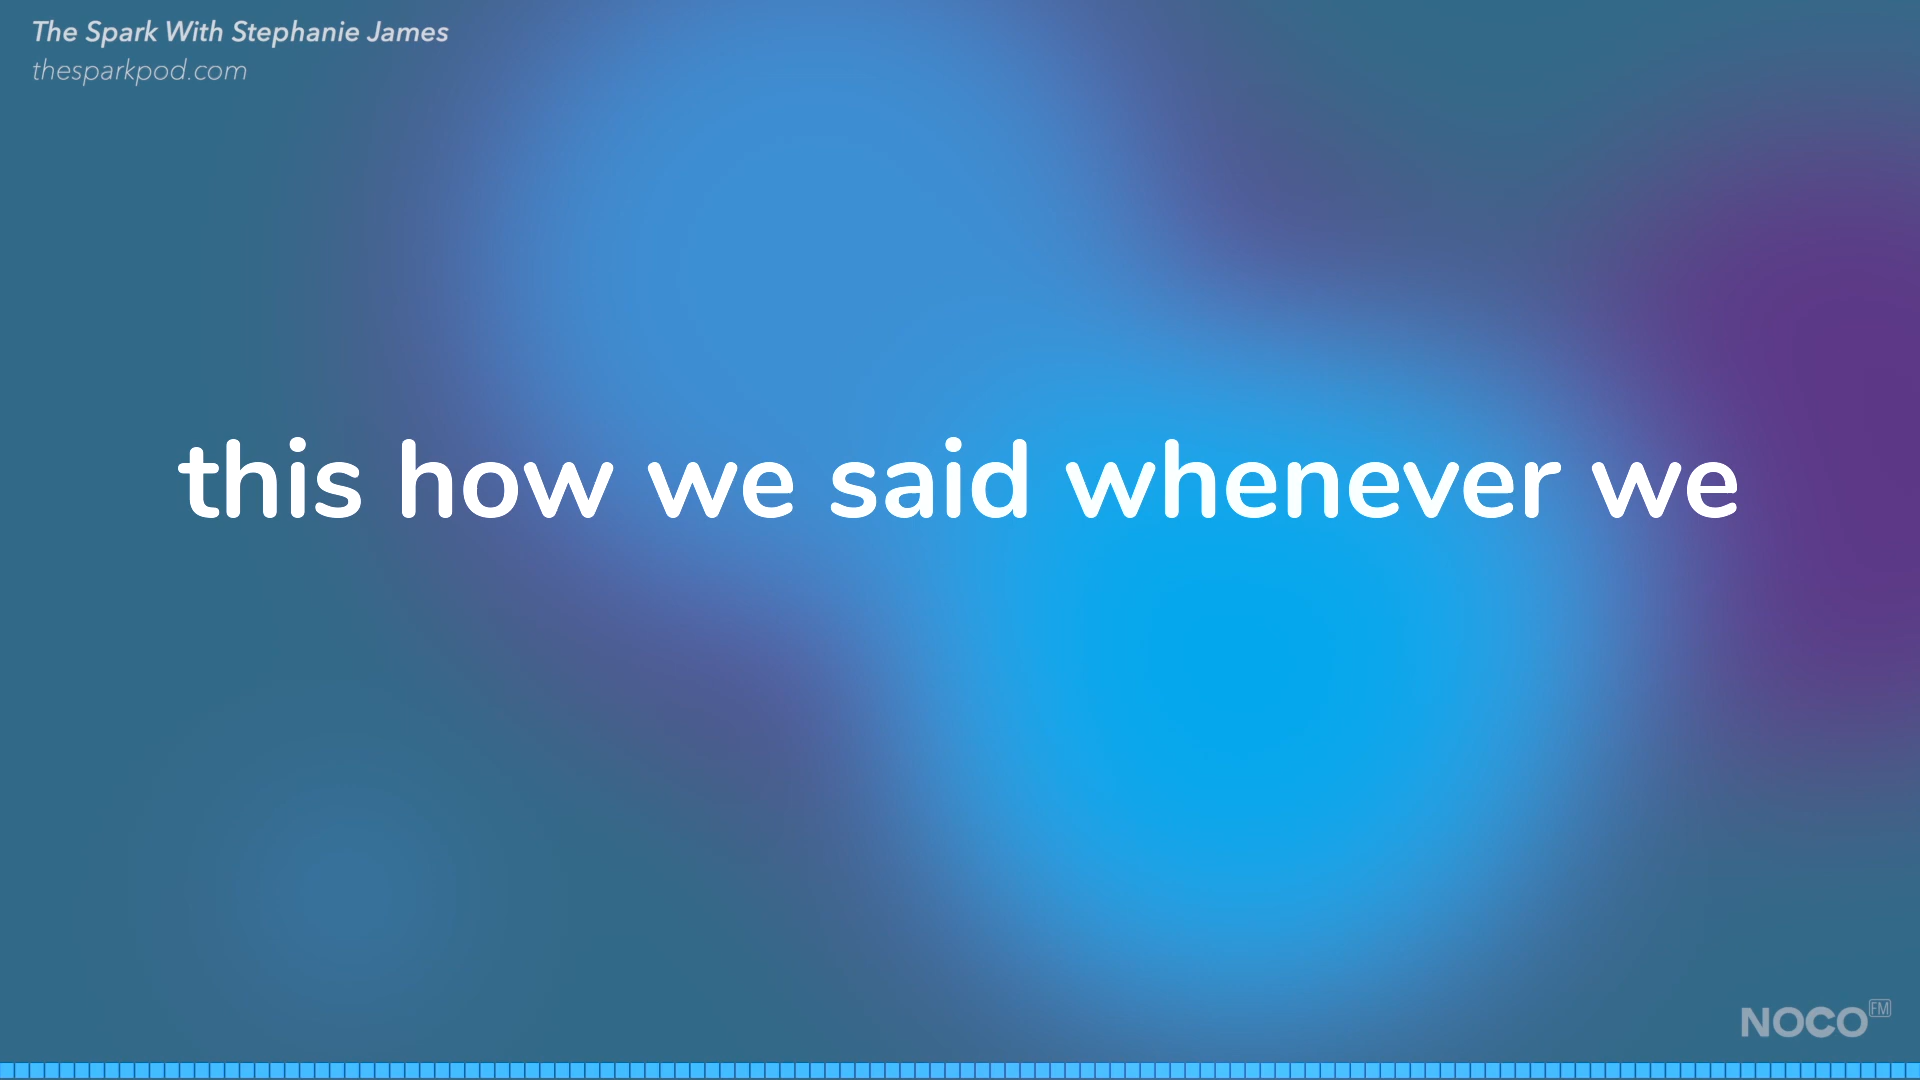 The Spark With Stephanie James
thesparkpod.com
this how we said whenever we
NOCO FM